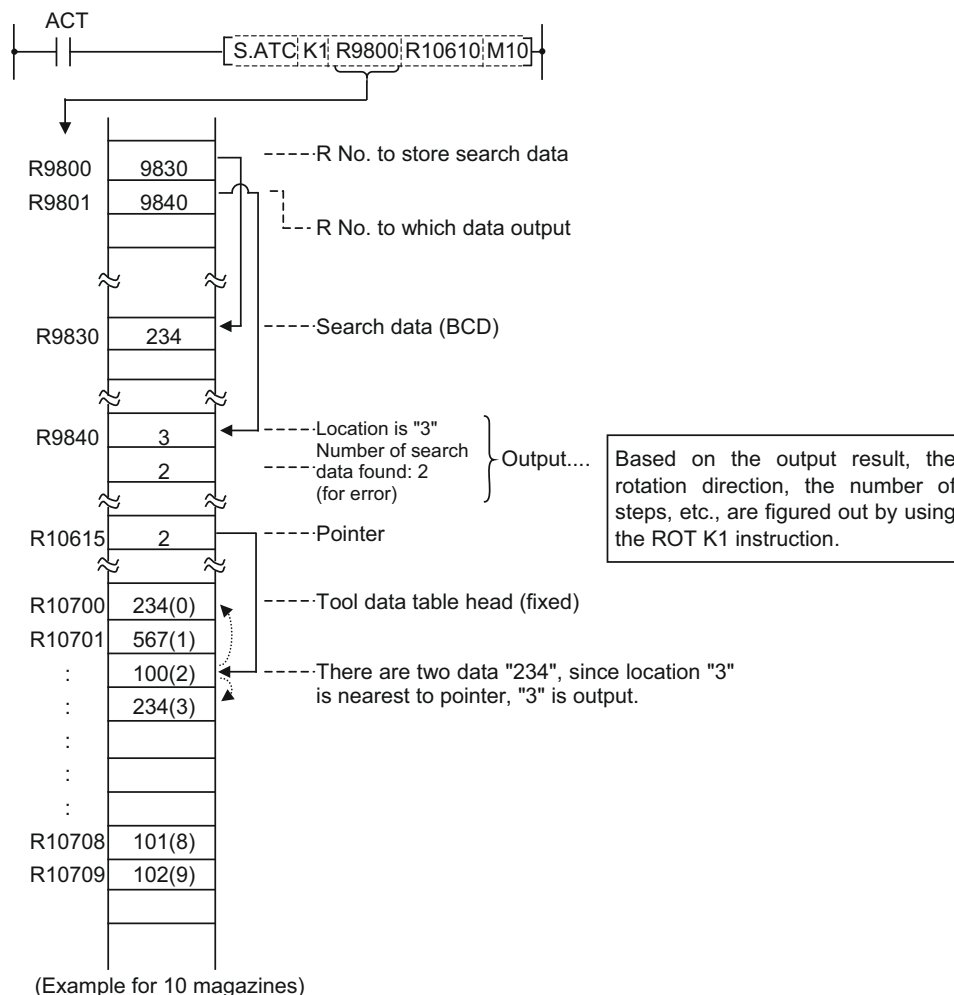 ACT
S.ATC K1 R9800 R10610 M10
R No. to store search data
R9800 9830
R9801 9840
R No. to which data output
Search data (BCD)
R9830 234
Location is "3"
R9840 3
Number of search
data found: 2
(for error)
2
Output....
Based on the output result, the
rotation direction, the number of
steps, etc., are figured out by using
the ROT K1 instruction.
R10615 2
Pointer
R10700 234(0)
Tool data table head (fixed)
R10701 567(1)
: 100(2)
There are two data "234", since location "3"
is nearest to pointer, "3" is output.
: 234(3)
:
:
:
R10708 101(8)
R10709 102(9)
(Example for 10 magazines)